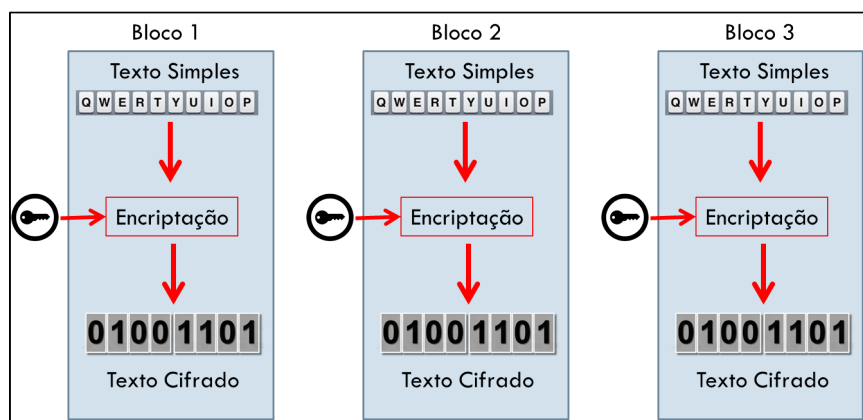 Bloco 1
Texto Simples
QWERTYUIOP
Encriptação
01001101
Texto Cifrado
Bloco 2
Texto Simples
QWERTYUIOP
Encriptação
01001101
Texto Cifrado
Bloco 3
Texto Simples
QWERTYUIOP
Encriptação
01001101
Texto Cifrado